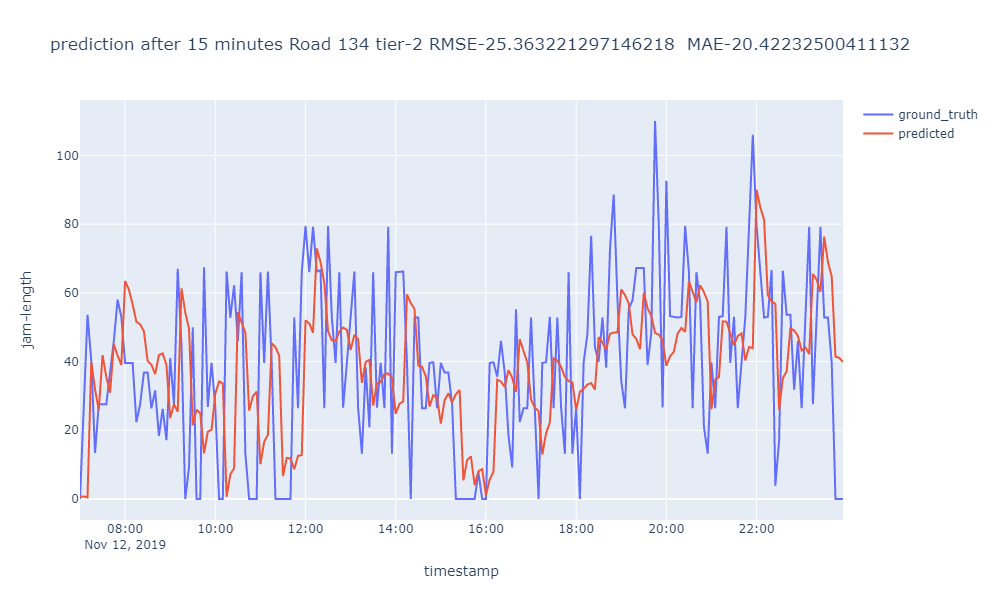 prediction after 15 minutes Road 134 tier-2 RMSE-25.363221297146218  MAE-20.42232500411132
ground_truth
predicted
jam-length
100
80
60
40
20
0
08:00 10:00 12:00 14:00 16:00 18:00 20:00 22:00
Nov 12, 2019
timestamp